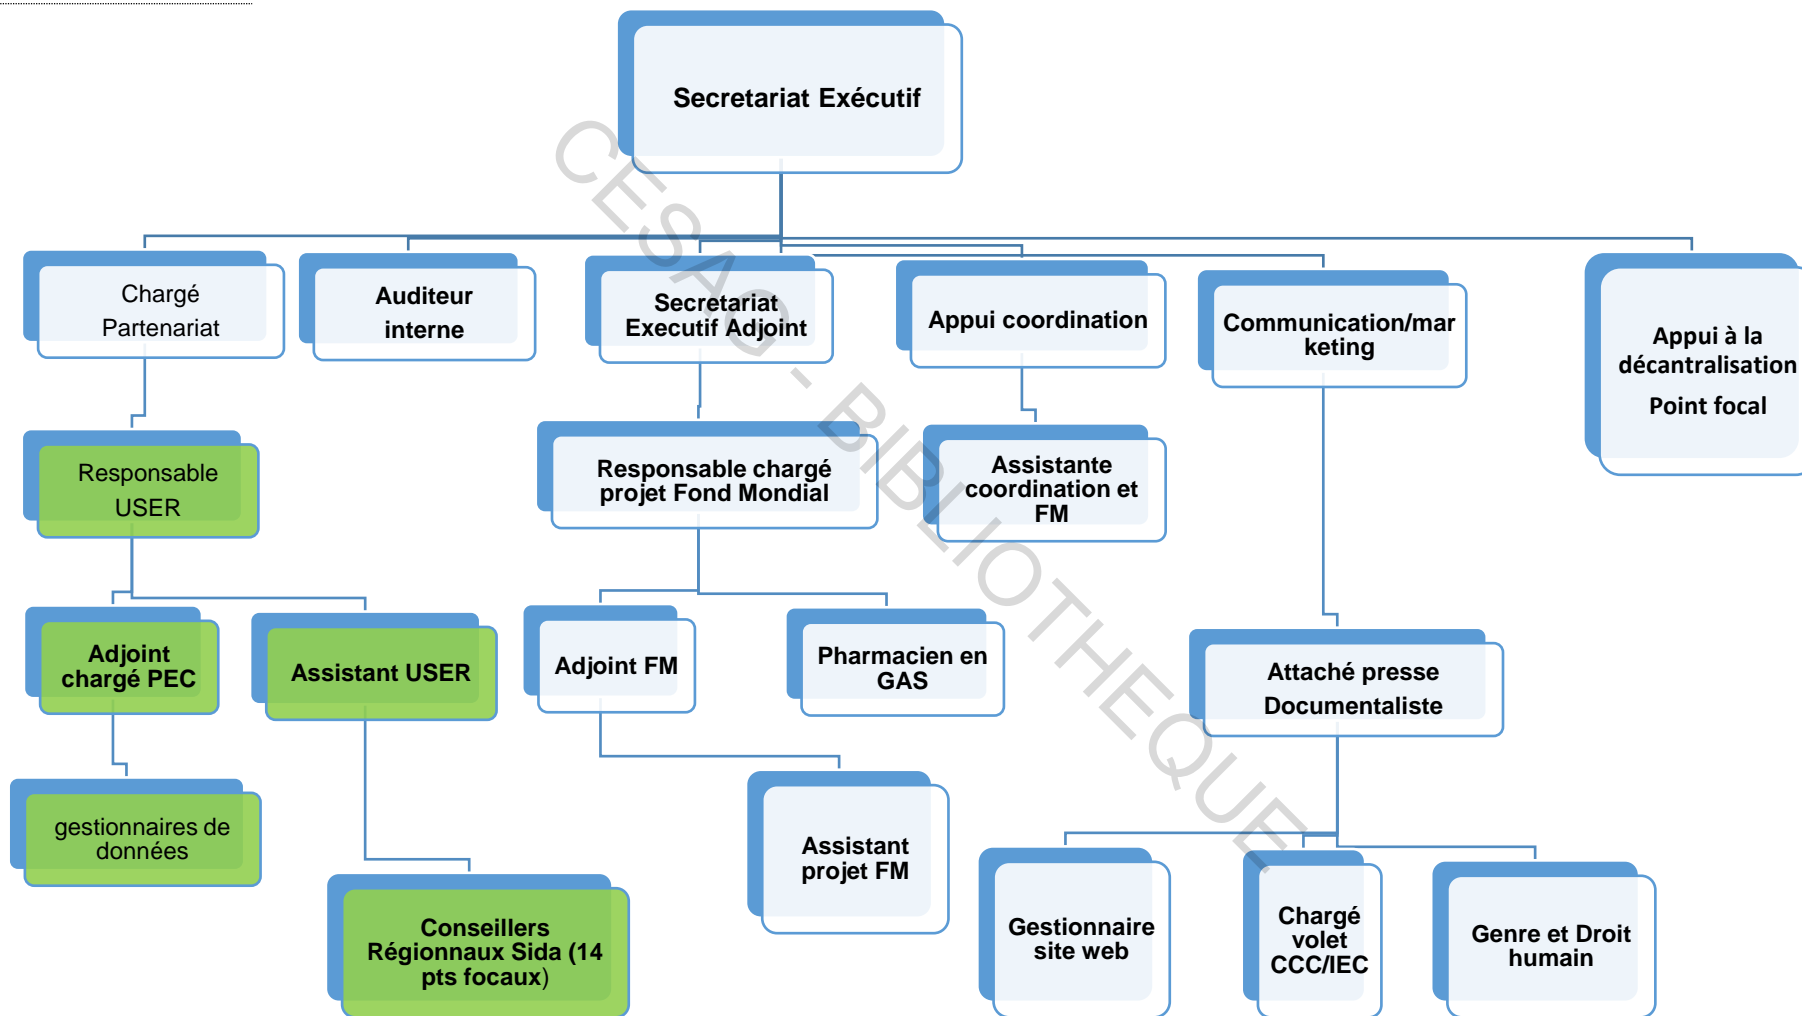 Secretariat Exécutif
Chargé
Partenariat
Auditeur
interne
Secretariat
Executif Adjoint
Appui coordination
Communication/mar
keting
Appui à la
décantralisation
Point focal
Responsable
USER
Responsable chargé
projet Fond Mondial
Assistante
coordination et
FM
Adjoint
chargé PEC
Assistant USER
Adjoint FM
Pharmacien en
GAS
Attaché presse
Documentaliste
gestionnaires de
données
Conseillers
Régionnaux Sida (14
pts focaux)
Assistant
projet FM
Gestionnaire
site web
Chargé
volet
CCC/IEC
Genre et Droit
humain
CESAG - BIBLIOTHEQUE